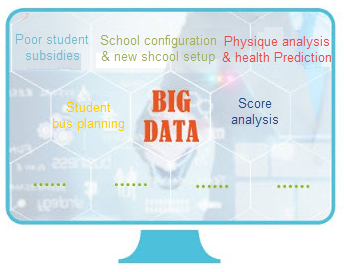 Poor student
subsidies
School configuration
& new shcool setup
Physique analysis
& health Prediction
Student
bus planning
BIG
DATA
Score
analysis
......
......
......
......